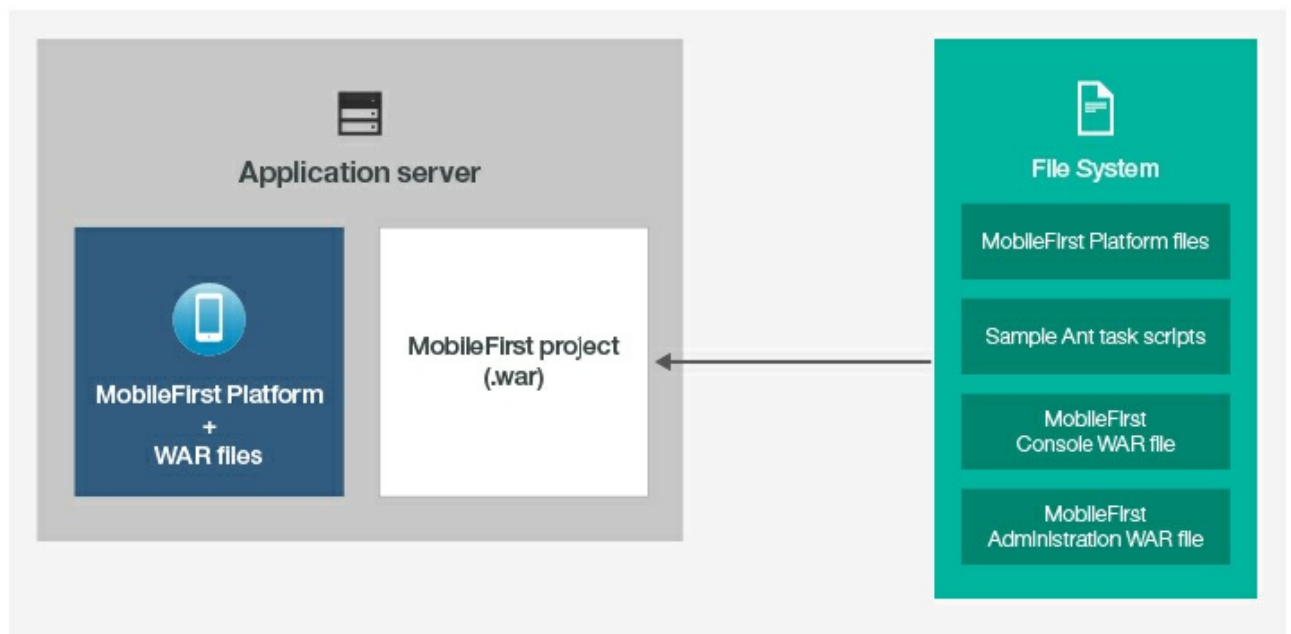 Application server
MobileFirst Platform
+
WAR files
MobileFirst project
(.war)
File System
MobileFirst Platform files
Sample Ant task scripts
MobileFirst
Console WAR file
MobileFirst
Administration WAR file